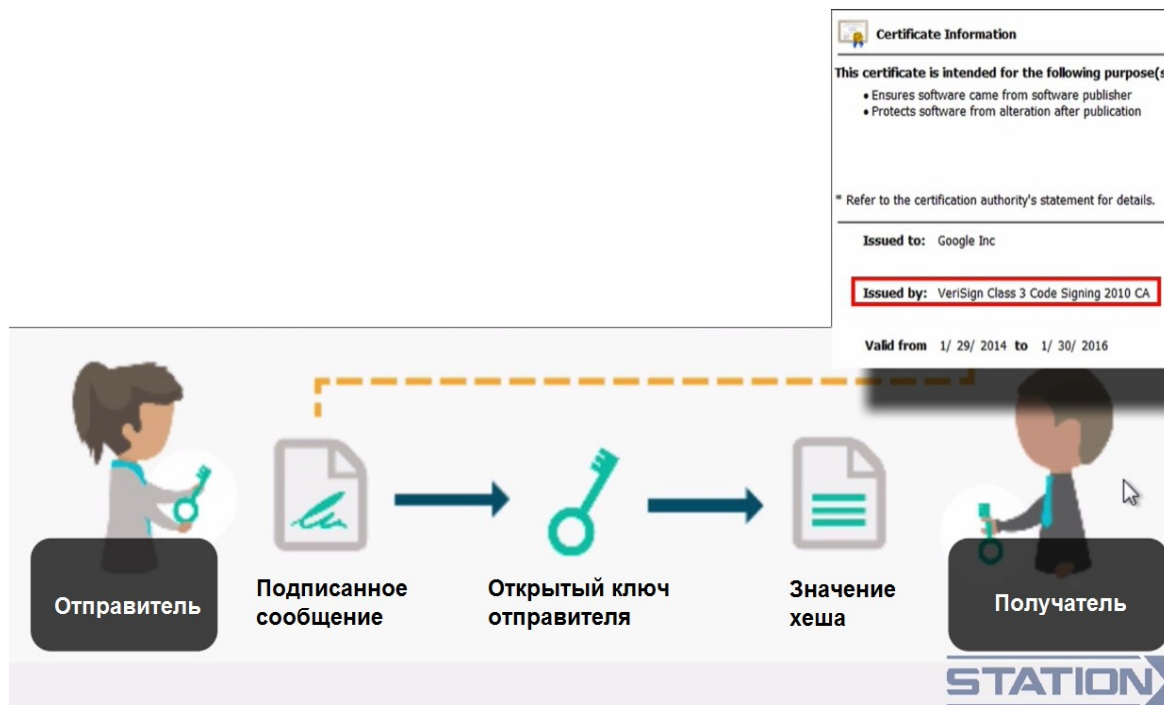 Certificate Information
This certificate is intended for the following purpose(s
• Ensures software came from software publisher
• Protects software from alteration after publication
* Refer to the certification authority's statement for details.
Issued to: Google Inc
Issued by: VeriSign Class 3 Code Signing 2010 CA
Valid from 1/ 29/ 2014 to 1/ 30/ 2016
Отправитель
Подписанное
сообщение
Открытый ключ
отправителя
Значение
хеша
Получатель
STATION